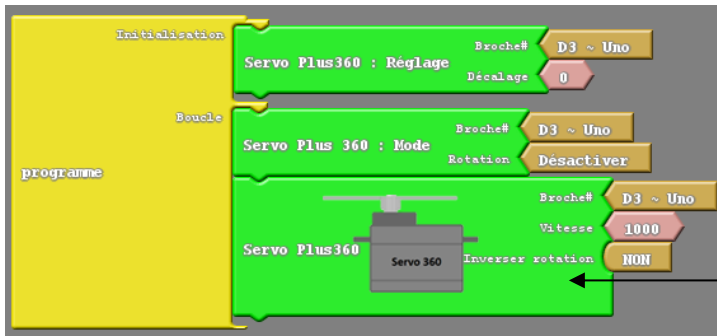 Initialisation
Broche# D3 ~ Uno
Servo Plus360 : Réglage
Décalage 0
Boucle
Broche# D3 ~ Uno
Servo Plus 360 : Mode
Rotation Désactiver
programme
Broche# D3 ~ Uno
Vitesse 1000
Servo Plus360
Servo 360
Inverser rotation NON